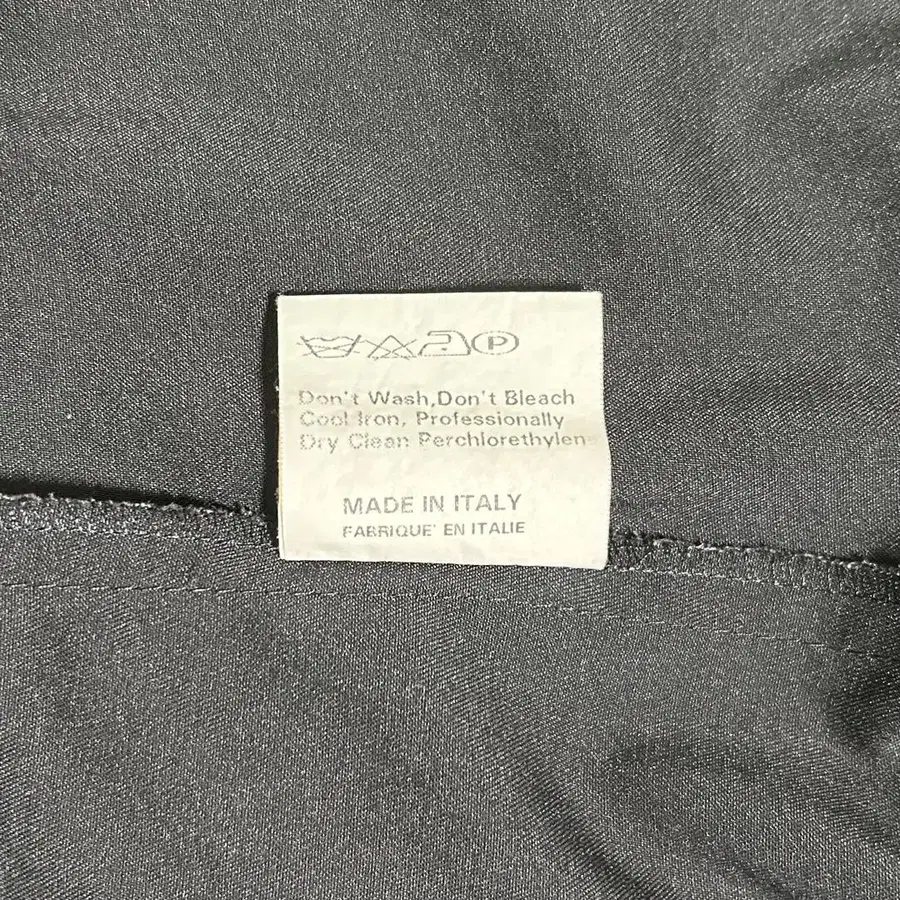 P
Don't Wash,Don't Bleach
Cool Iron, Professionally
Dry Clean Perchlorethylen
MADE IN ITALY
FABRIQUE' EN ITALIE